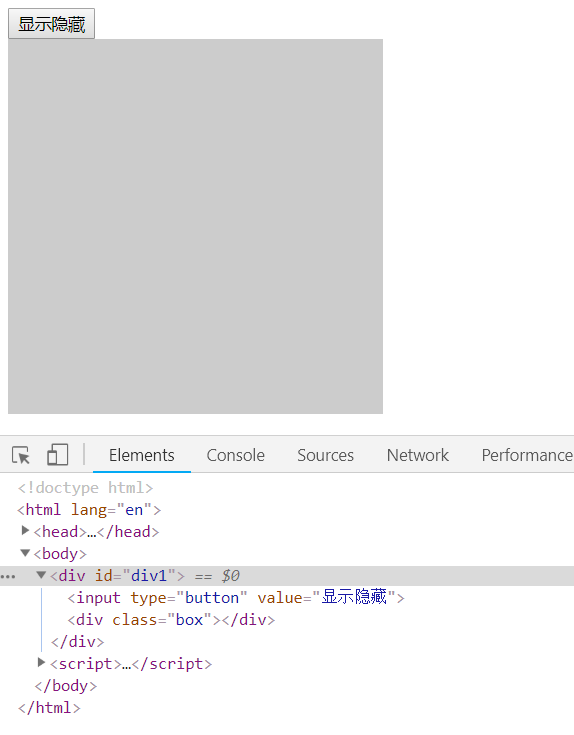 显示隐藏
Elements Console Sources Network Performance
<!doctype html>
<html lang="en">
<head>…</head>
<body>
<div id="div1"> == $0
<input type="button" value="显示隐藏">
<div class="box"></div>
</div>
<script>…</script>
</body>
</html>